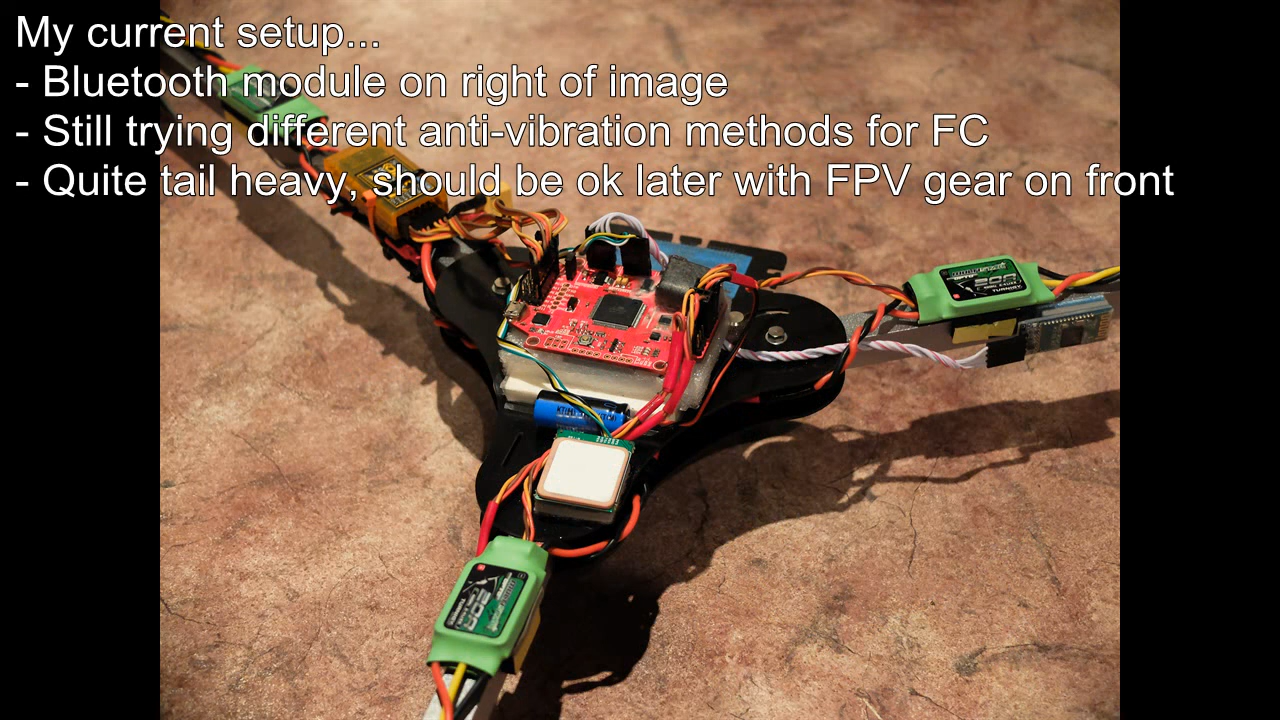 My current setup...
- Bluetooth module on right of image
- Still trying different anti-vibration methods for FC
- Quite tail heavy, should be ok later with FPV gear on front
TURNIGY